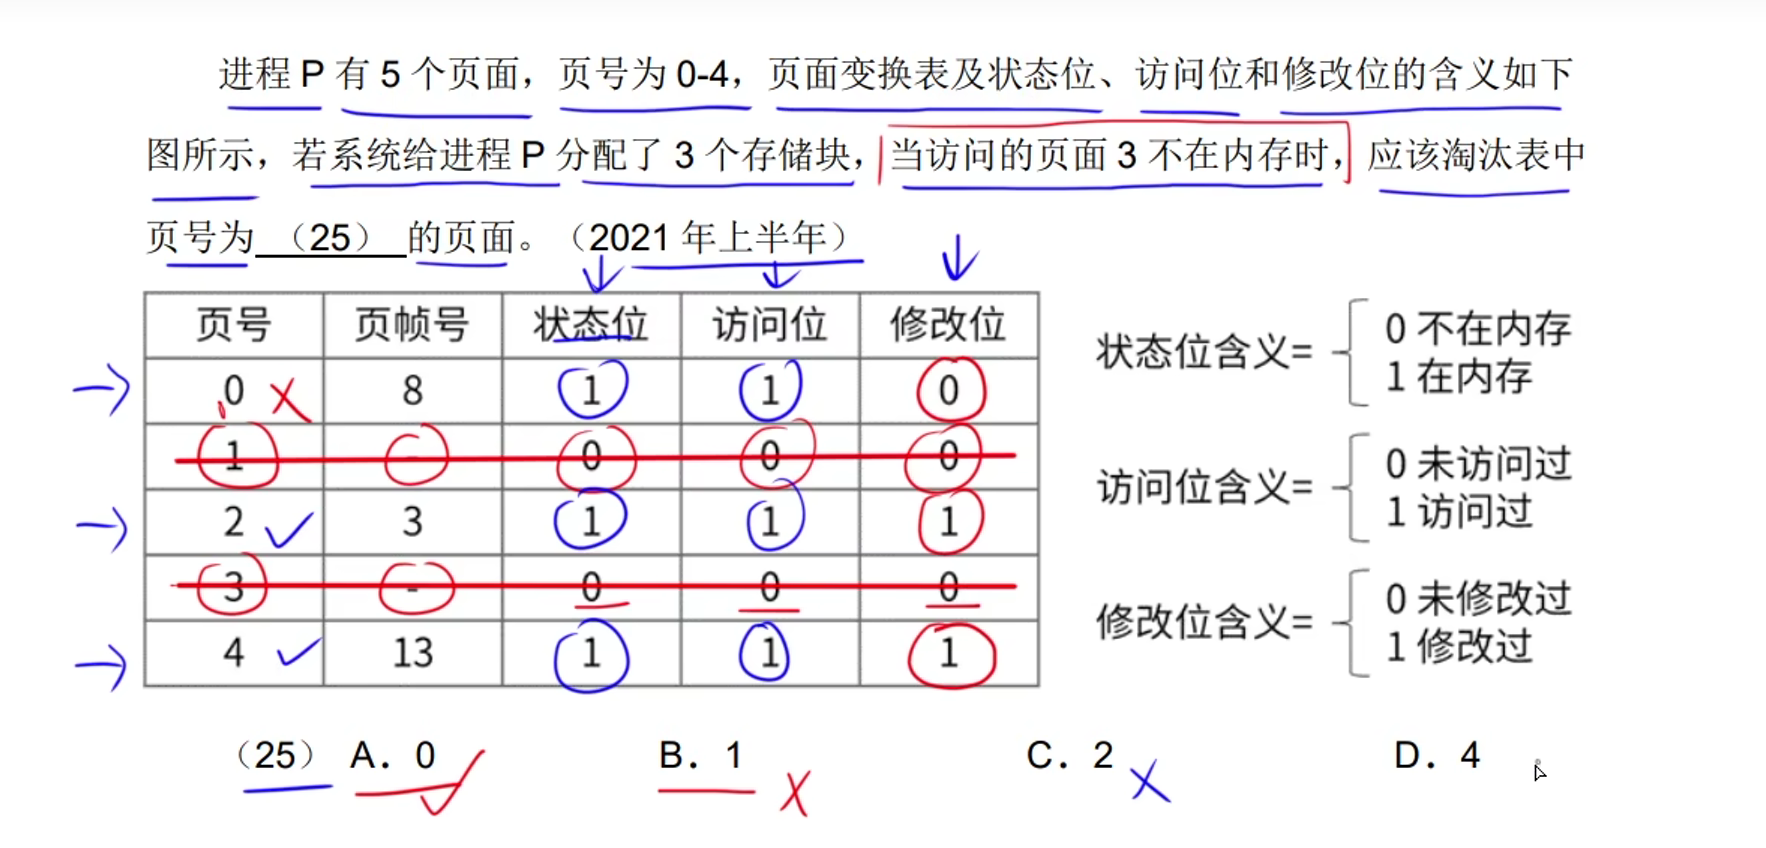 进程 P 有 5 个页面，页号为 0-4，页面变换表及状态位、访问位和修改位的含义如下
图所示，若系统给进程 P 分配了 3 个存储块，当访问的页面 3 不在内存时，应该淘汰表中
页号为 （25） 的页面。（2021 年上半年）
页号 页帧号 状态位 访问位 修改位
0 8 1 1 0
1 - 0 0 0
2 3 1 1 1
3 - 0 0 0
4 13 1 1 1
状态位含义=
0 不在内存
1 在内存
访问位含义=
0 未访问过
1 访问过
修改位含义=
0 未修改过
1 修改过
（25） A. 0 B. 1 C. 2 D. 4